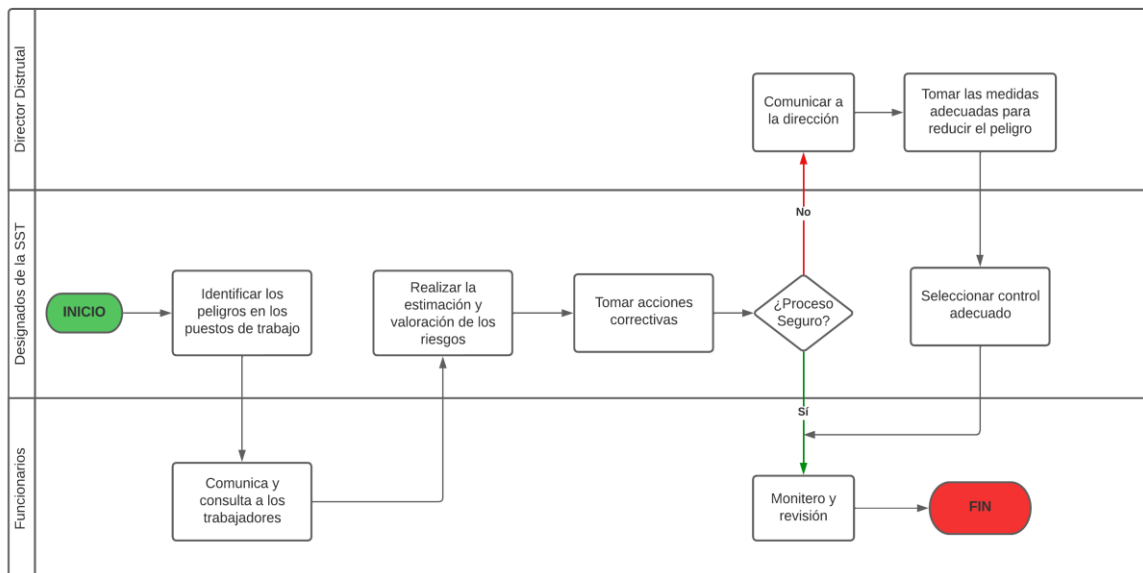 Director Distrutal
Comunicar a
la dirección
Tomar las medidas
adecuadas para
reducir el peligro
No
Designados de la SST
INICIO
Identificar los
peligros en los
puestos de trabajo
Realizar la
estimación y
valoración de los
riesgos
Tomar acciones
correctivas
¿Proceso
Seguro?
Seleccionar control
adecuado
Sí
Funcionarios
Comunica y
consulta a los
trabajadores
Monitero y
revisión
FIN